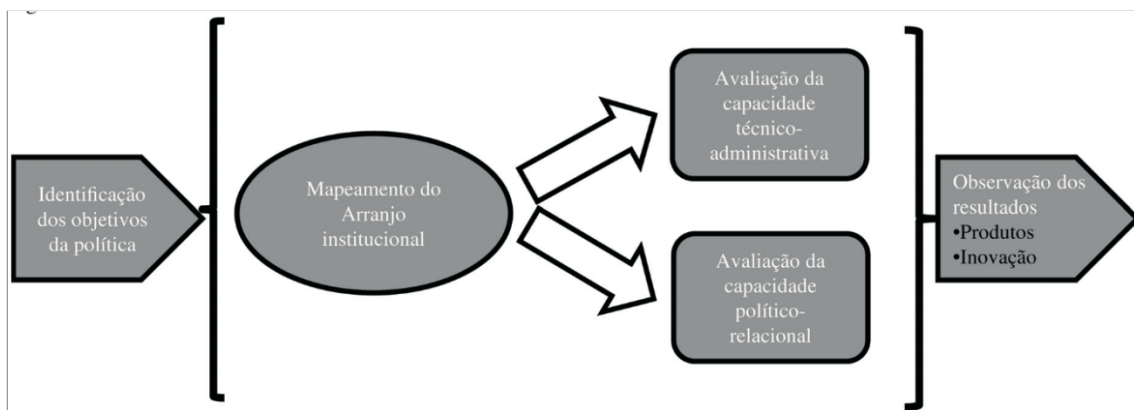 Identificação
dos objetivos
da política
Mapeamento do
Arranjo
institucional
Avaliação da
capacidade
técnico-
administrativa
Avaliação da
capacidade
político-
relacional
Observação dos
resultados
•Produtos
•Inovação